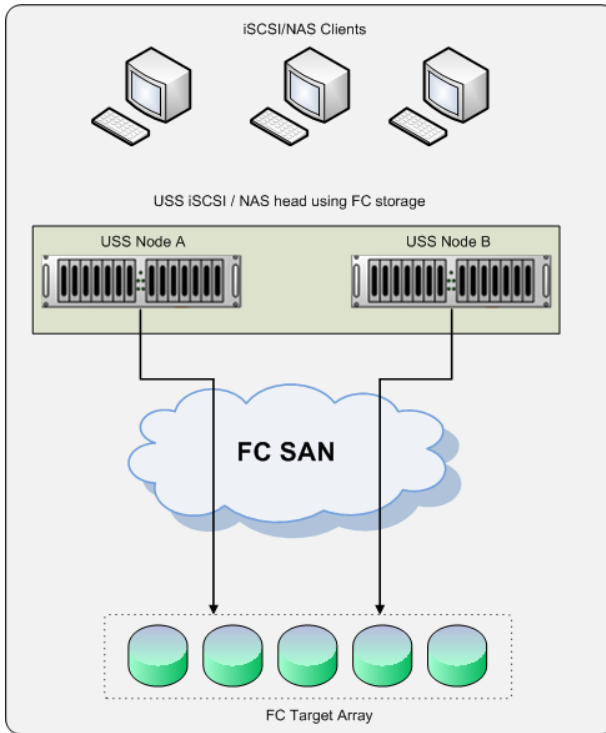 iSCSI/NAS Clients
USS iSCSI / NAS head using FC storage
USS Node A
USS Node B
FC SAN
FC Target Array